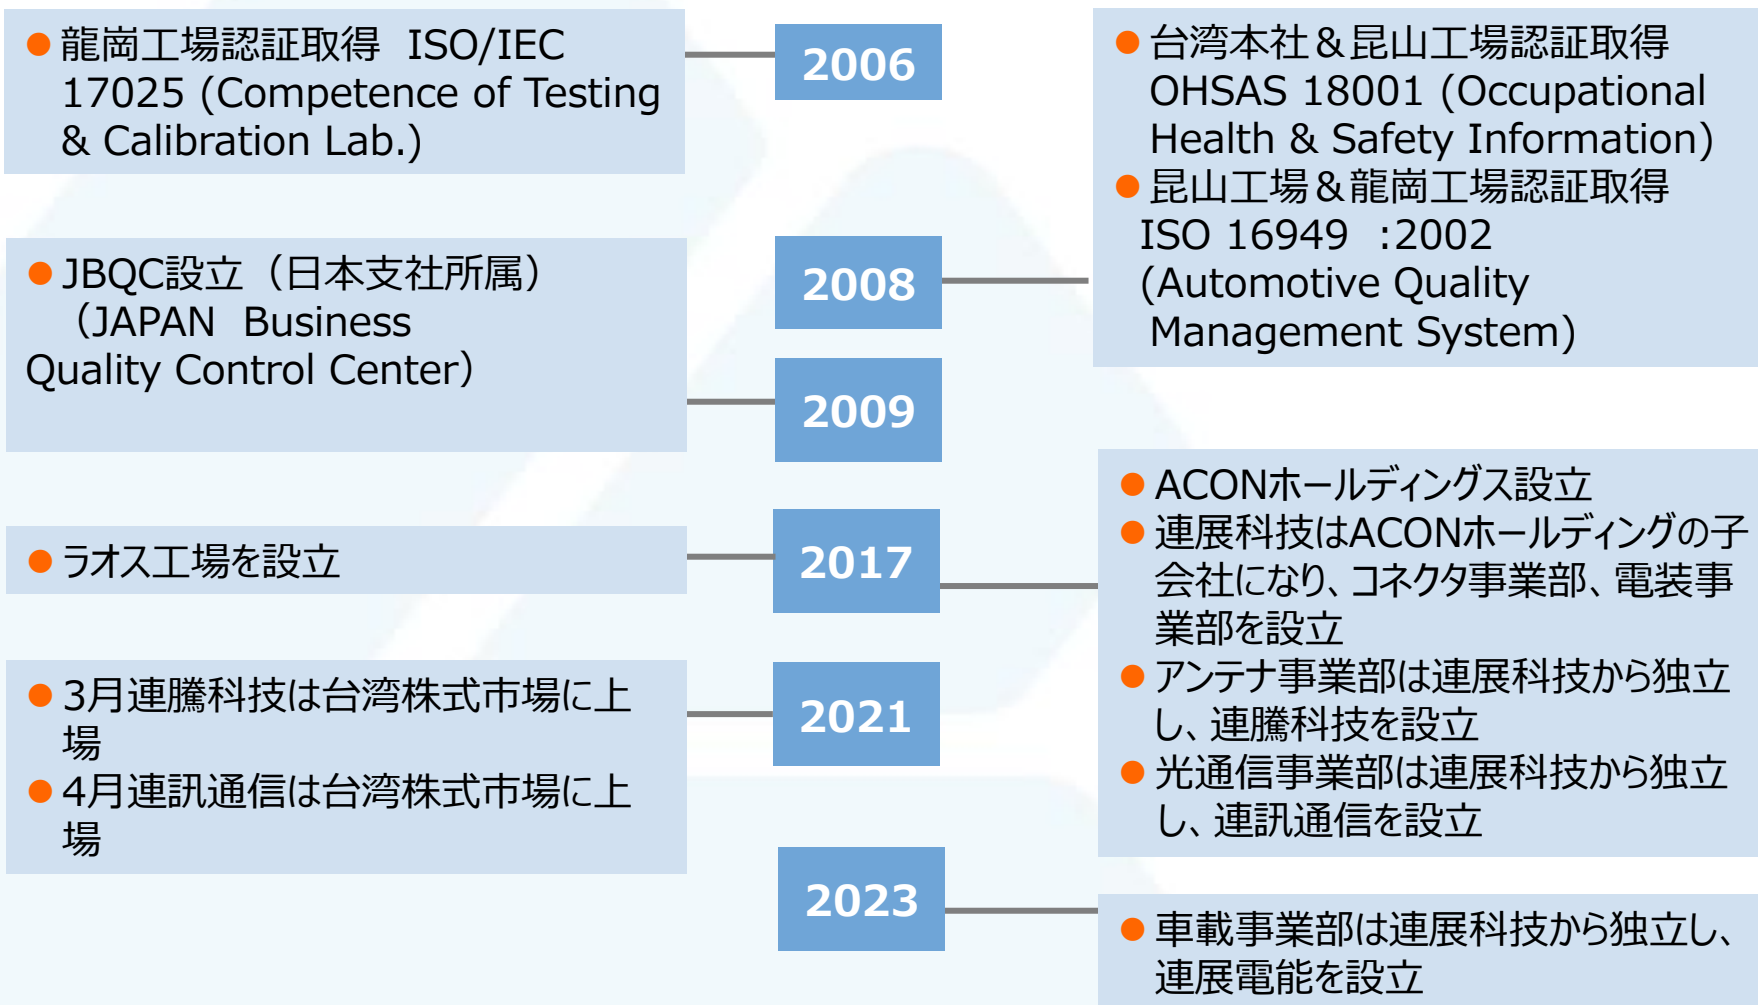 ● 龍崗工場認証取得 ISO/IEC
17025 (Competence of Testing
& Calibration Lab.)
2006
● 台湾本社＆昆山工場認証取得
OHSAS 18001 (Occupational
Health & Safety Information)
● 昆山工場＆龍崗工場認証取得
ISO 16949 :2002
(Automotive Quality
Management System)
2008
● JBQC設立（日本支社所属）
（JAPAN Business
Quality Control Center）
2009
● ラオス工場を設立
2017
● ACONホールディングス設立
● 連展科技はACONホールディングの子
会社になり、コネクタ事業部、電装事
業部を設立
● アンテナ事業部は連展科技から独立
し、連騰科技を設立
● 光通信事業部は連展科技から独立
し、連訊通信を設立
● 3月連騰科技は台湾株式市場に上
場
● 4月連訊通信は台湾株式市場に上
場
2021
2023
● 車載事業部は連展科技から独立し、
連展電能を設立